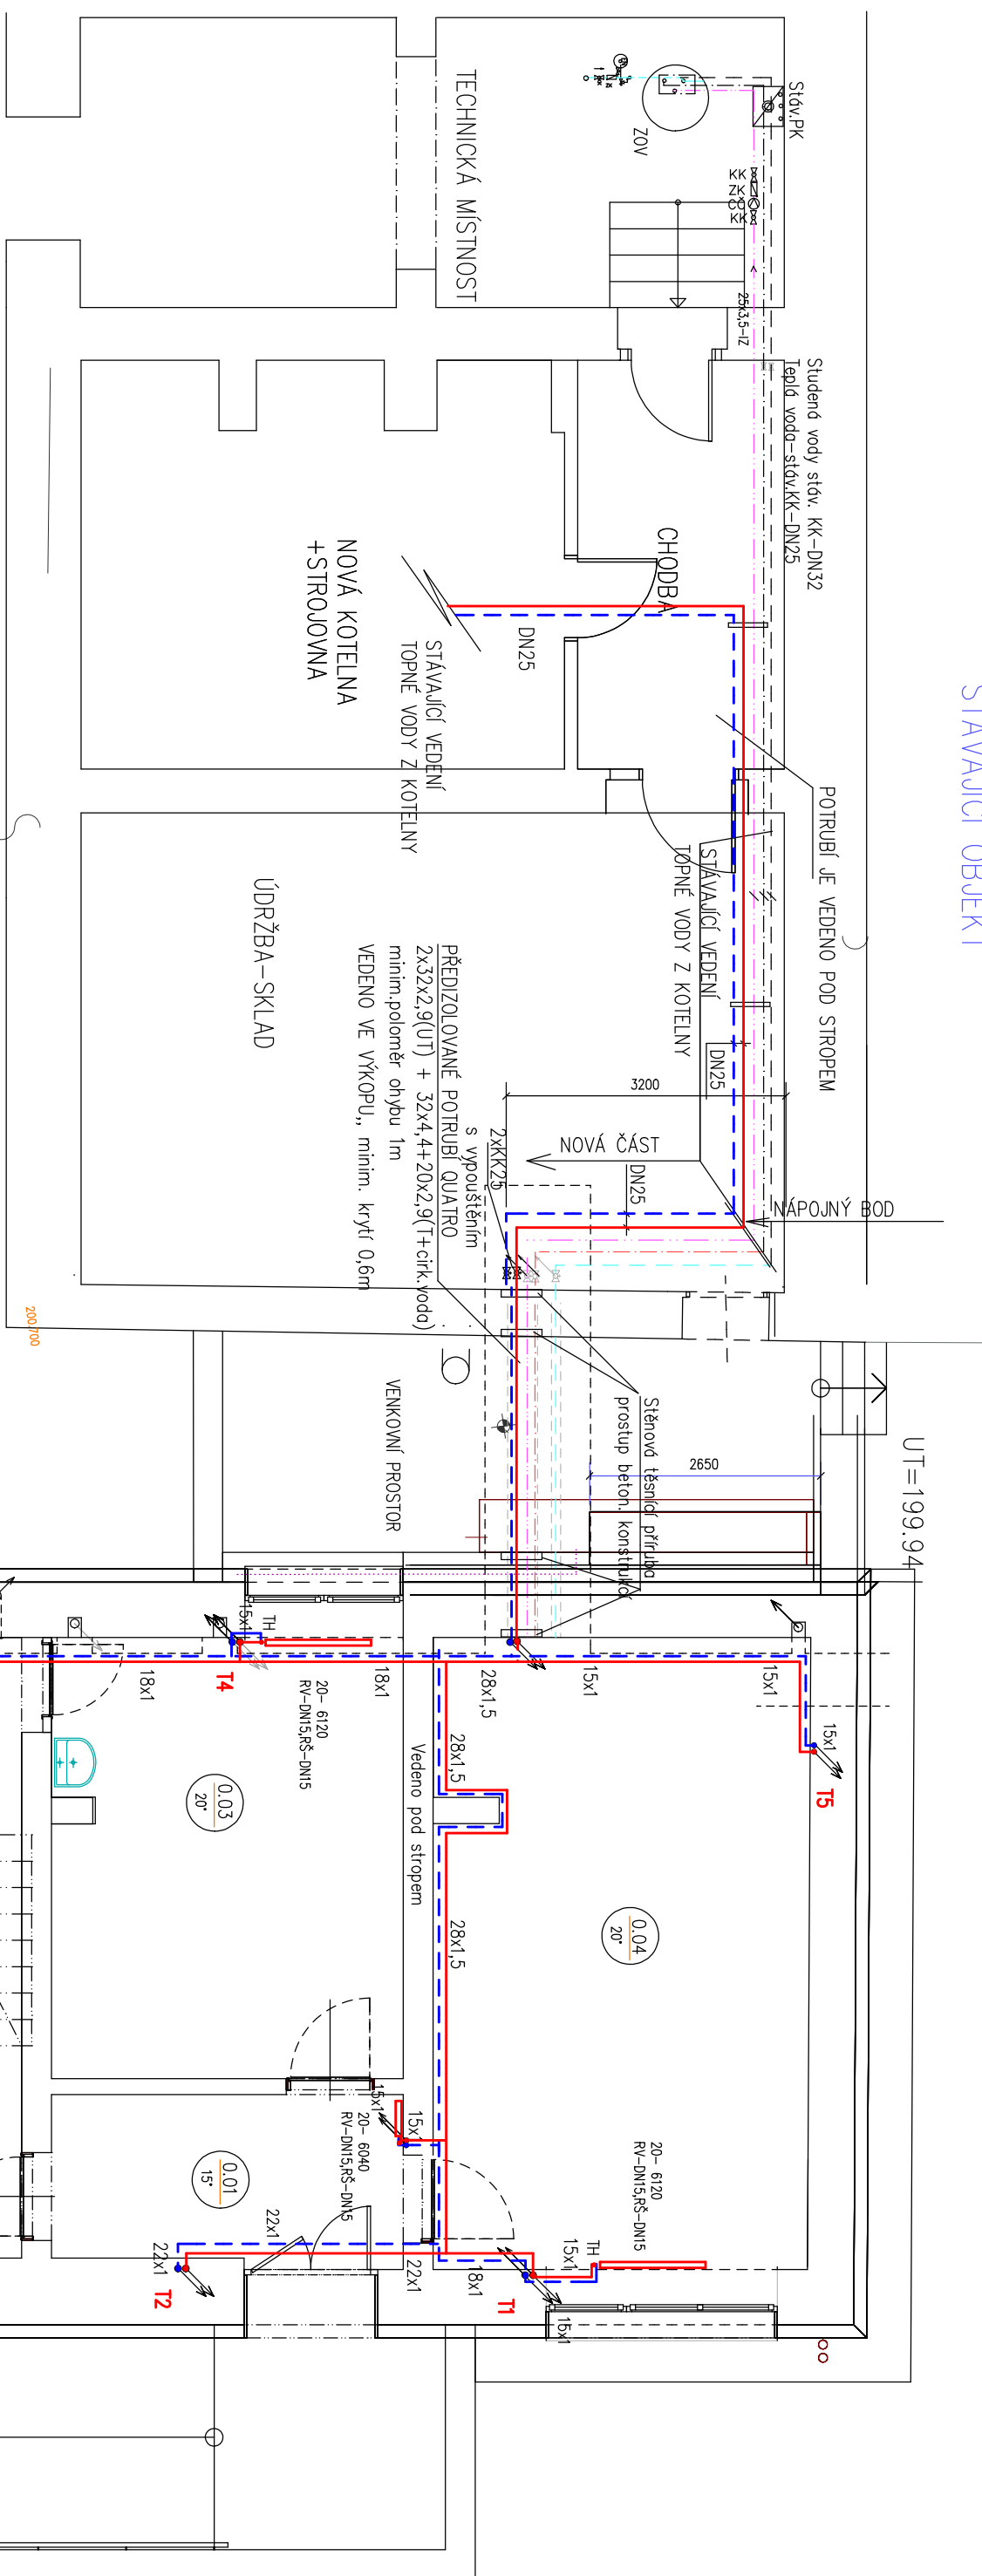 STÁVAJÍCÍ OBJEKT
Stáv.PK
ZOV
KK
ZK
CČ
KK
25x3,5-IZ
TECHNICKÁ MÍSTNOST
Studená vody stáv. KK-DN32
Teplá voda-stáv.KK-DN25
CHODBA
NOVÁ KOTELNA
+STROJOVNA
DN25
STÁVAJÍCÍ VEDENÍ
TOPNÉ VODY Z KOTELNY
POTRUBÍ JE VEDENO POD STROPEM
STÁVAJÍCÍ VEDENÍ
TOPNÉ VODY Z KOTELNY
DN25
ÚDRŽBA-SKLAD
PŘEDIZOLOVANÉ POTRUBÍ QUATRO
2x32x2,9(UT) + 32x4,4+20x2,9(T+cirk.voda)
minim.poloměr ohybu 1m
VEDENO VE VÝKOPU,, minim. krytí 0,6m
3200
NOVÁ ČÁST
NÁPOJNÝ BOD
DN25
2xKK25
s vypouštěním
200,700
VENKOVNÍ PROSTOR
Stěnová těsnící příruba
prostup beton. konstrukcí
2650
UT=199.94
15x1
TH
18x1
T4
18x1
28x1,5
15x1
15x1
15x1
T5
20- 6120
RV-DN15,RŠ-DN15
28x1,5
Vedeno pod stropem
0.03
20°
28x1,5
0.04
20°
15x1
15x1
20- 6040
RV-DN15,RŠ-DN15
20- 6120
RV-DN15,RŠ-DN15
0.01
15°
22x1
22x1
T2
22x1
18x1
T1
15x1
TH
15x1